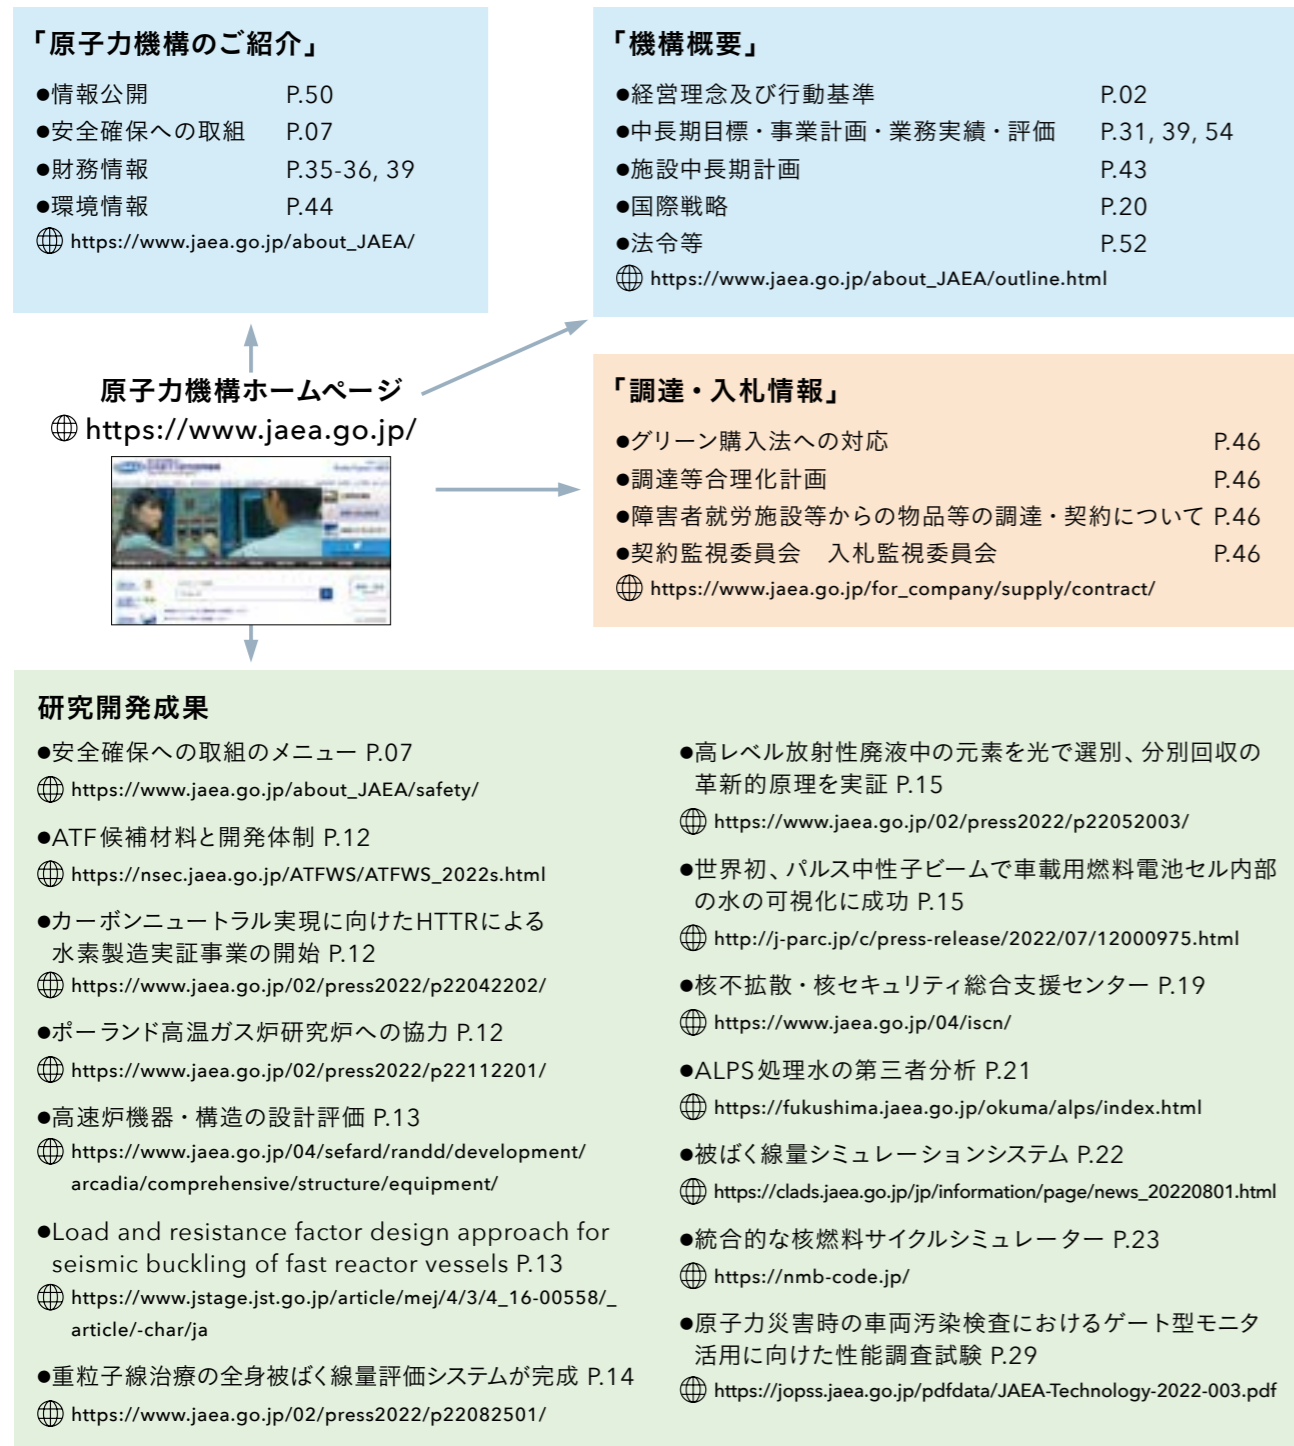 「原子力機構のご紹介」
●情報公開 P.50
●安全確保への取組 P.07
●財務情報 P.35-36, 39
●環境情報 P.44
https://www.jaea.go.jp/about_JAEA/
「機構概要」
●経営理念及び行動基準 P.02
●中長期目標・事業計画・業務実績・評価 P.31, 39, 54
●施設中長期計画 P.43
●国際戦略 P.20
●法令等 P.52
https://www.jaea.go.jp/about_JAEA/outline.html
原子力機構ホームページ
https://www.jaea.go.jp/
「調達・入札情報」
●グリーン購入法への対応 P.46
●調達等合理化計画 P.46
●障害者就労施設等からの物品等の調達・契約について P.46
●契約監視委員会　入札監視委員会 P.46
https://www.jaea.go.jp/for_company/supply/contract/
研究開発成果
●安全確保への取組のメニュー P.07
https://www.jaea.go.jp/about_JAEA/safety/
●ATF候補材料と開発体制 P.12
https://nsec.jaea.go.jp/ATFWS/ATFWS_2022s.html
●カーボンニュートラル実現に向けたHTTRによる
水素製造実証事業の開始 P.12
https://www.jaea.go.jp/02/press2022/p22042202/
●ポーランド高温ガス炉研究炉への協力 P.12
https://www.jaea.go.jp/02/press2022/p22112201/
●高速炉機器・構造の設計評価 P.13
https://www.jaea.go.jp/04/sefard/randd/development/
arcadia/comprehensive/structure/equipment/
●Load and resistance factor design approach for
seismic buckling of fast reactor vessels P.13
https://www.jstage.jst.go.jp/article/mej/4/3/4_16-00558/_
article/-char/ja
●重粒子線治療の全身被ばく線量評価システムが完成 P.14
https://www.jaea.go.jp/02/press2022/p22082501/
●高レベル放射性廃液中の元素を光で選別、分別回収の
革新的原理を実証 P.15
https://www.jaea.go.jp/02/press2022/p22052003/
●世界初、パルス中性子ビームで車載用燃料電池セル内部
の水の可視化に成功 P.15
http://j-parc.jp/c/press-release/2022/07/12000975.html
●核不拡散・核セキュリティ総合支援センター P.19
https://www.jaea.go.jp/04/iscn/
●ALPS処理水の第三者分析 P.21
https://fukushima.jaea.go.jp/okuma/alps/index.html
●被ばく線量シミュレーションシステム P.22
https://clads.jaea.go.jp/jp/information/page/news_20220801.html
●統合的な核燃料サイクルシミュレーター P.23
https://nmb-code.jp/
●原子力災害時の車両汚染検査におけるゲート型モニタ
活用に向けた性能調査試験 P.29
https://jopss.jaea.go.jp/pdfdata/JAEA-Technology-2022-003.pdf